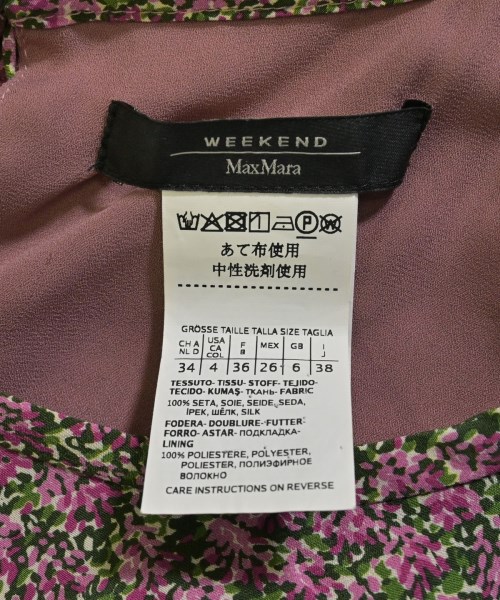 WEEKEND
MaxMara
あて布使用
中性洗剤使用
GRÖSSE TAILLE TALLA SIZE TAGLIA
CH A NL D USA CA COL F B MEX GB I J
34 4 36 26 6 38
TESSUTO- TISSU- STOFF- TEJIDO-
TECIDO- KUMAŞ- ТКАНЬ- FABRIC
100% SETA, SOIE, SEIDE, SEDA,
İPEK, ШЁЛК, SILK
FODERA- DOUBLURE- FUTTER-
FORRO- ASTAR- ПОДКЛАДКА-
LINING
100% POLIESTERE, POLYESTER,
POLIESTER, ПОЛИЭФИРНОЕ
ВОЛОКНО
CARE INSTRUCTIONS ON REVERSE